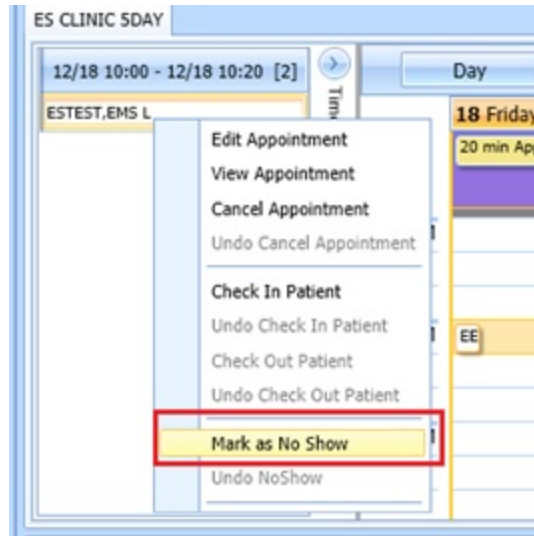 ES CLINIC 5DAY
12/18 10:00 - 12/18 10:20 [2]
Day
ESTEST,EMS L
18 Friday
20 min Ap
Edit Appointment
View Appointment
Cancel Appointment
Undo Cancel Appointment
Check In Patient
Undo Check In Patient
EE
Check Out Patient
Undo Check Out Patient
Mark as No Show
Undo NoShow